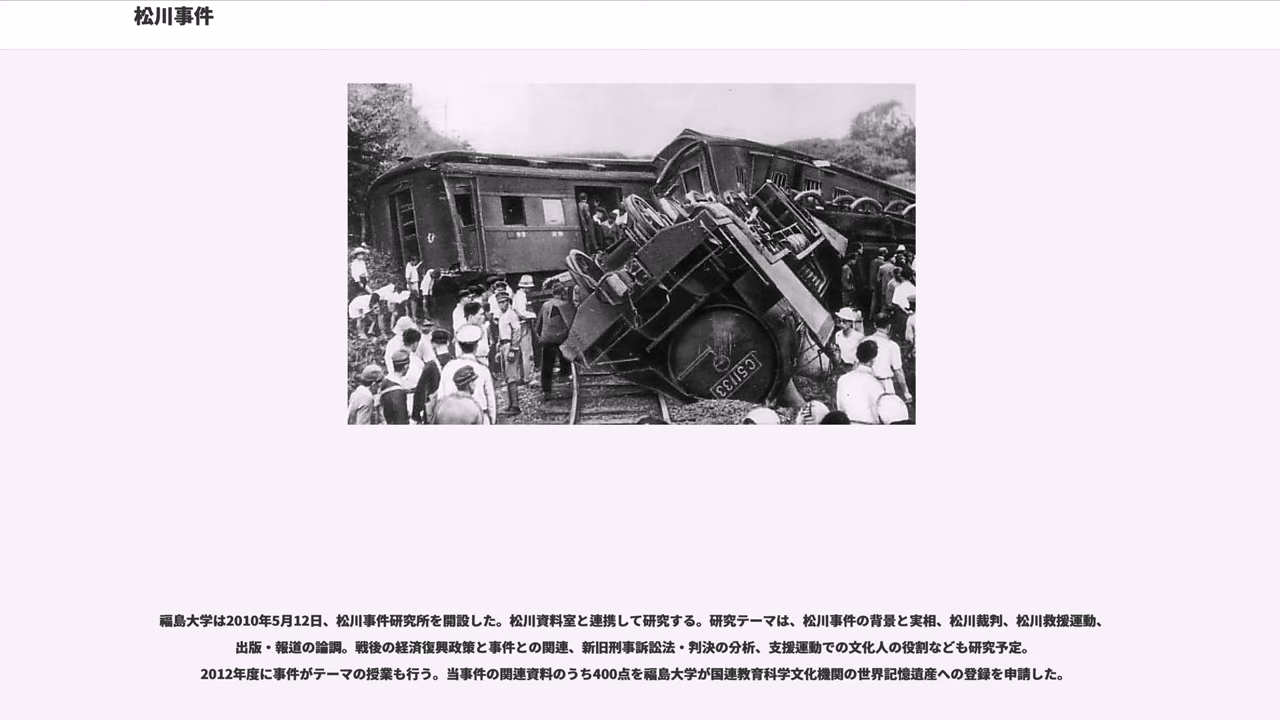 松川事件
C5133
福島大学は2010年5月12日、松川事件研究所を開設した。松川資料室と連携して研究する。研究テーマは、松川事件の背景と実相、松川裁判、松川救援運動、
出版・報道の論調。戦後の経済復興政策と事件との関連、新旧刑事訴訟法・判決の分析、支援運動での文化人の役割なども研究予定。
2012年度に事件がテーマの授業も行う。当事件の関連資料のうち400点を福島大学が国連教育科学文化機関の世界記憶遺産への登録を申請した。